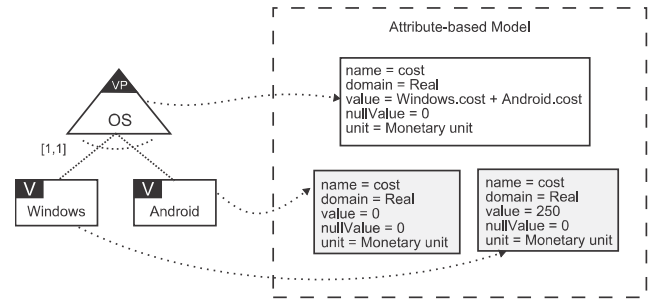 Attribute-based Model
VP
OS
[1,1]
V
Windows
V
Android
name = cost
domain = Real
value = Windows.cost + Android.cost
nullValue = 0
unit = Monetary unit
name = cost
domain = Real
value = 0
nullValue = 0
unit = Monetary unit
name = cost
domain = Real
value = 250
nullValue = 0
unit = Monetary unit